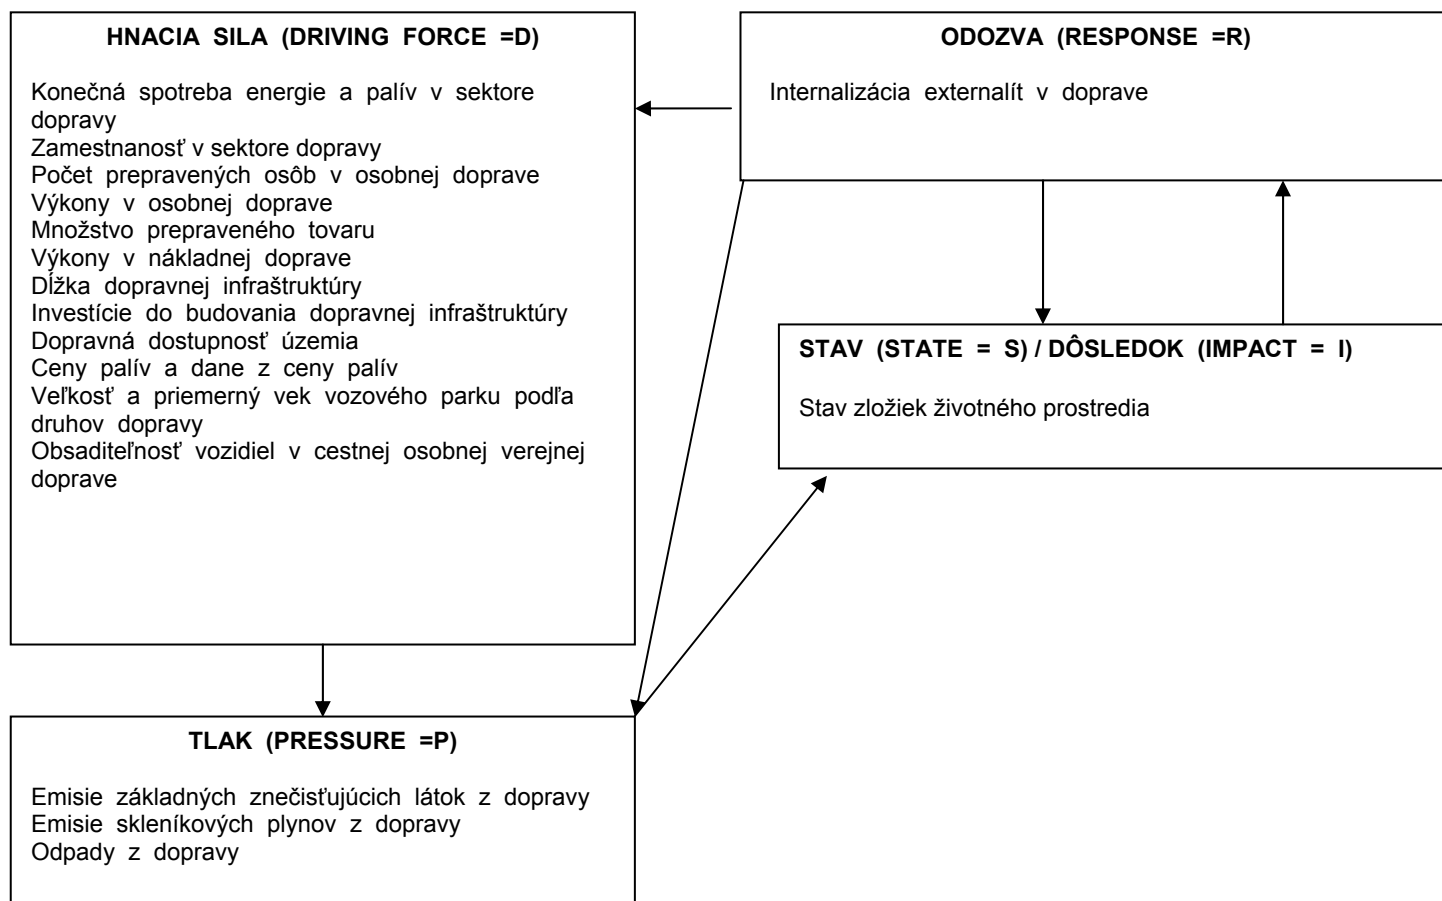 HNACIA SILA (DRIVING FORCE =D)
Konečná spotreba energie a palív v sektore
dopravy
Zamestnanosť v sektore dopravy
Počet prepravených osôb v osobnej doprave
Výkony v osobnej doprave
Množstvo prepraveného tovaru
Výkony v nákladnej doprave
Dĺžka dopravnej infraštruktúry
Investície do budovania dopravnej infraštruktúry
Dopravná dostupnosť územia
Ceny palív a dane z ceny palív
Veľkosť a priemerný vek vozového parku podľa
druhov dopravy
Obsaditeľnosť vozidiel v cestnej osobnej verejnej
doprave
ODOZVA (RESPONSE =R)
Internalizácia externalít v doprave
STAV (STATE = S) / DÔSLEDOK (IMPACT = I)
Stav zložiek životného prostredia
TLAK (PRESSURE =P)
Emisie základných znečisťujúcich látok z dopravy
Emisie skleníkových plynov z dopravy
Odpady z dopravy